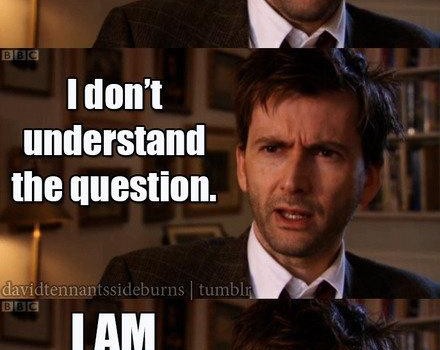 BBC
I don't
understand
the question.
davidtennantssideburns | tumblr
BBC
I AM